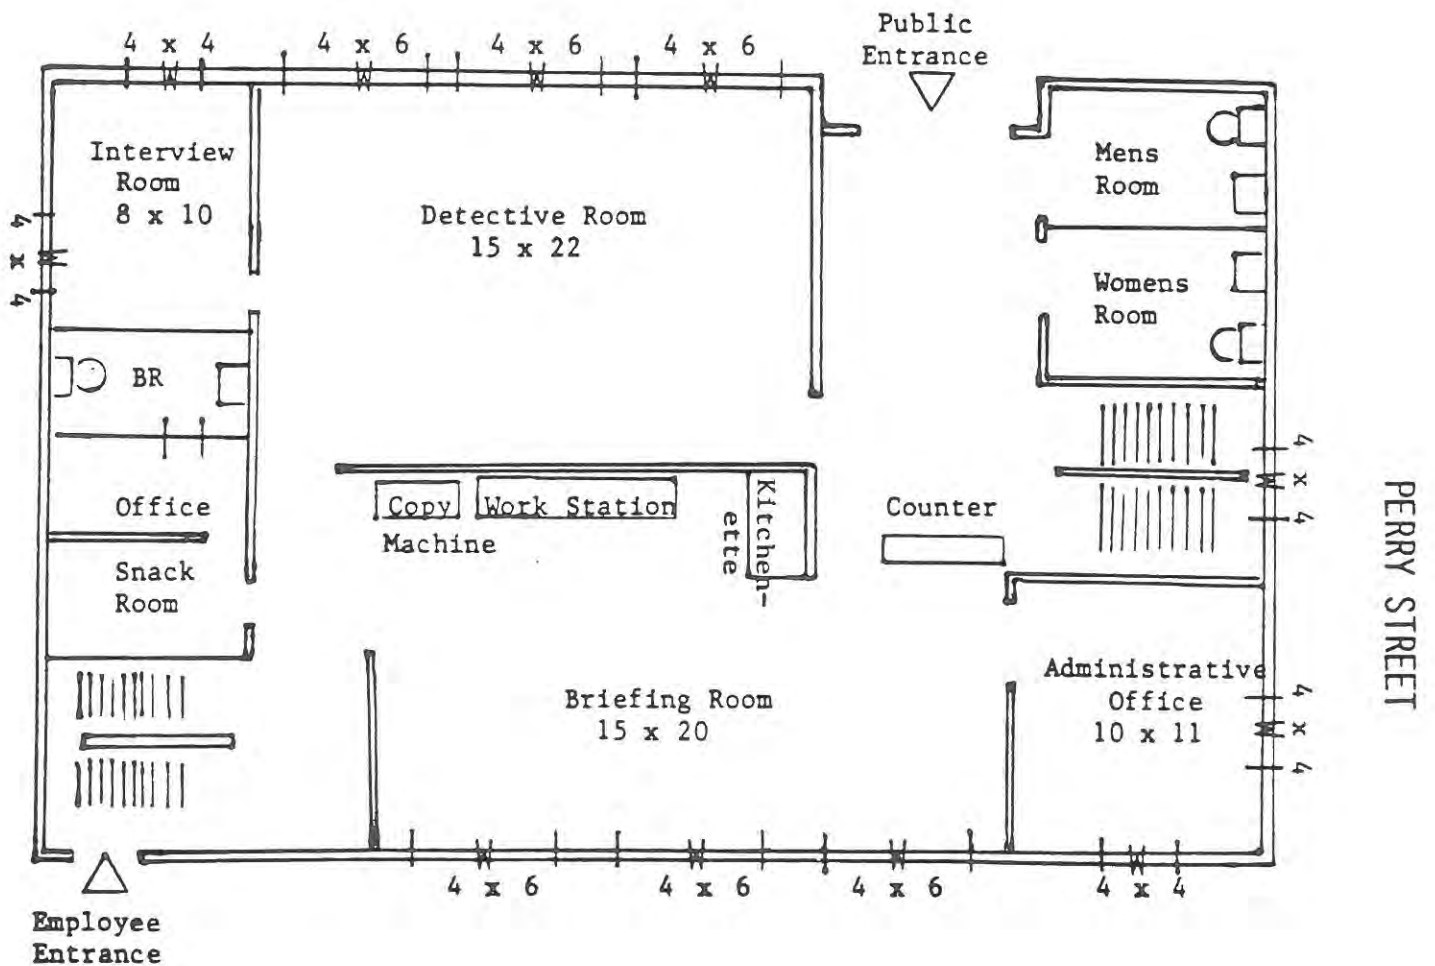 Public
Entrance
4 x 4
4 x 6
4 x 6
4 x 6
Interview
Room
8 x 10
Detective Room
15 x 22
Mens
Room
Womens
Room
4 x 4
BR
Office
Snack
Room
Copy
Machine
Work Station
Kitchen-
ette
Counter
4 x 4
PERRY STREET
Briefing Room
15 x 20
Administrative
Office
10 x 11
4 x 4
4 x 6
4 x 6
4 x 6
4 x 4
Employee
Entrance